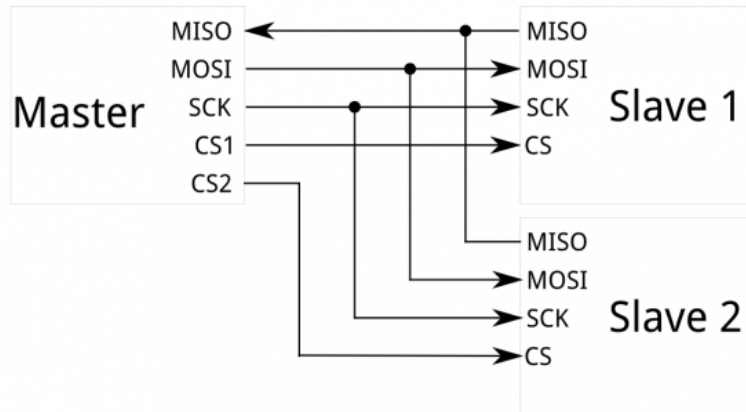 MISO
MOSI
Master
SCK
CS1
CS2
MISO
MOSI
SCK
Slave 1
CS
MISO
MOSI
SCK
Slave 2
CS